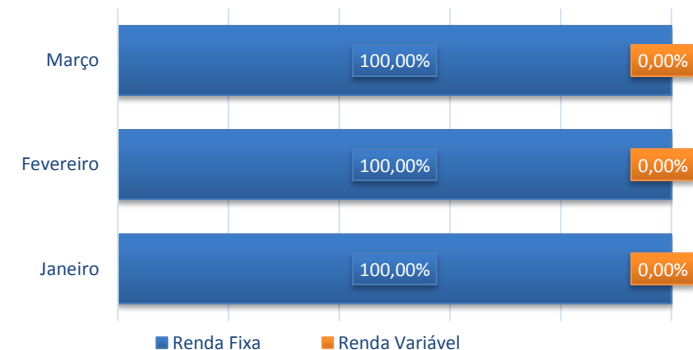 Março 100,00% 0,00%
Fevereiro 100,00% 0,00%
Janeiro 100,00% 0,00%
Renda Fixa Renda Variável